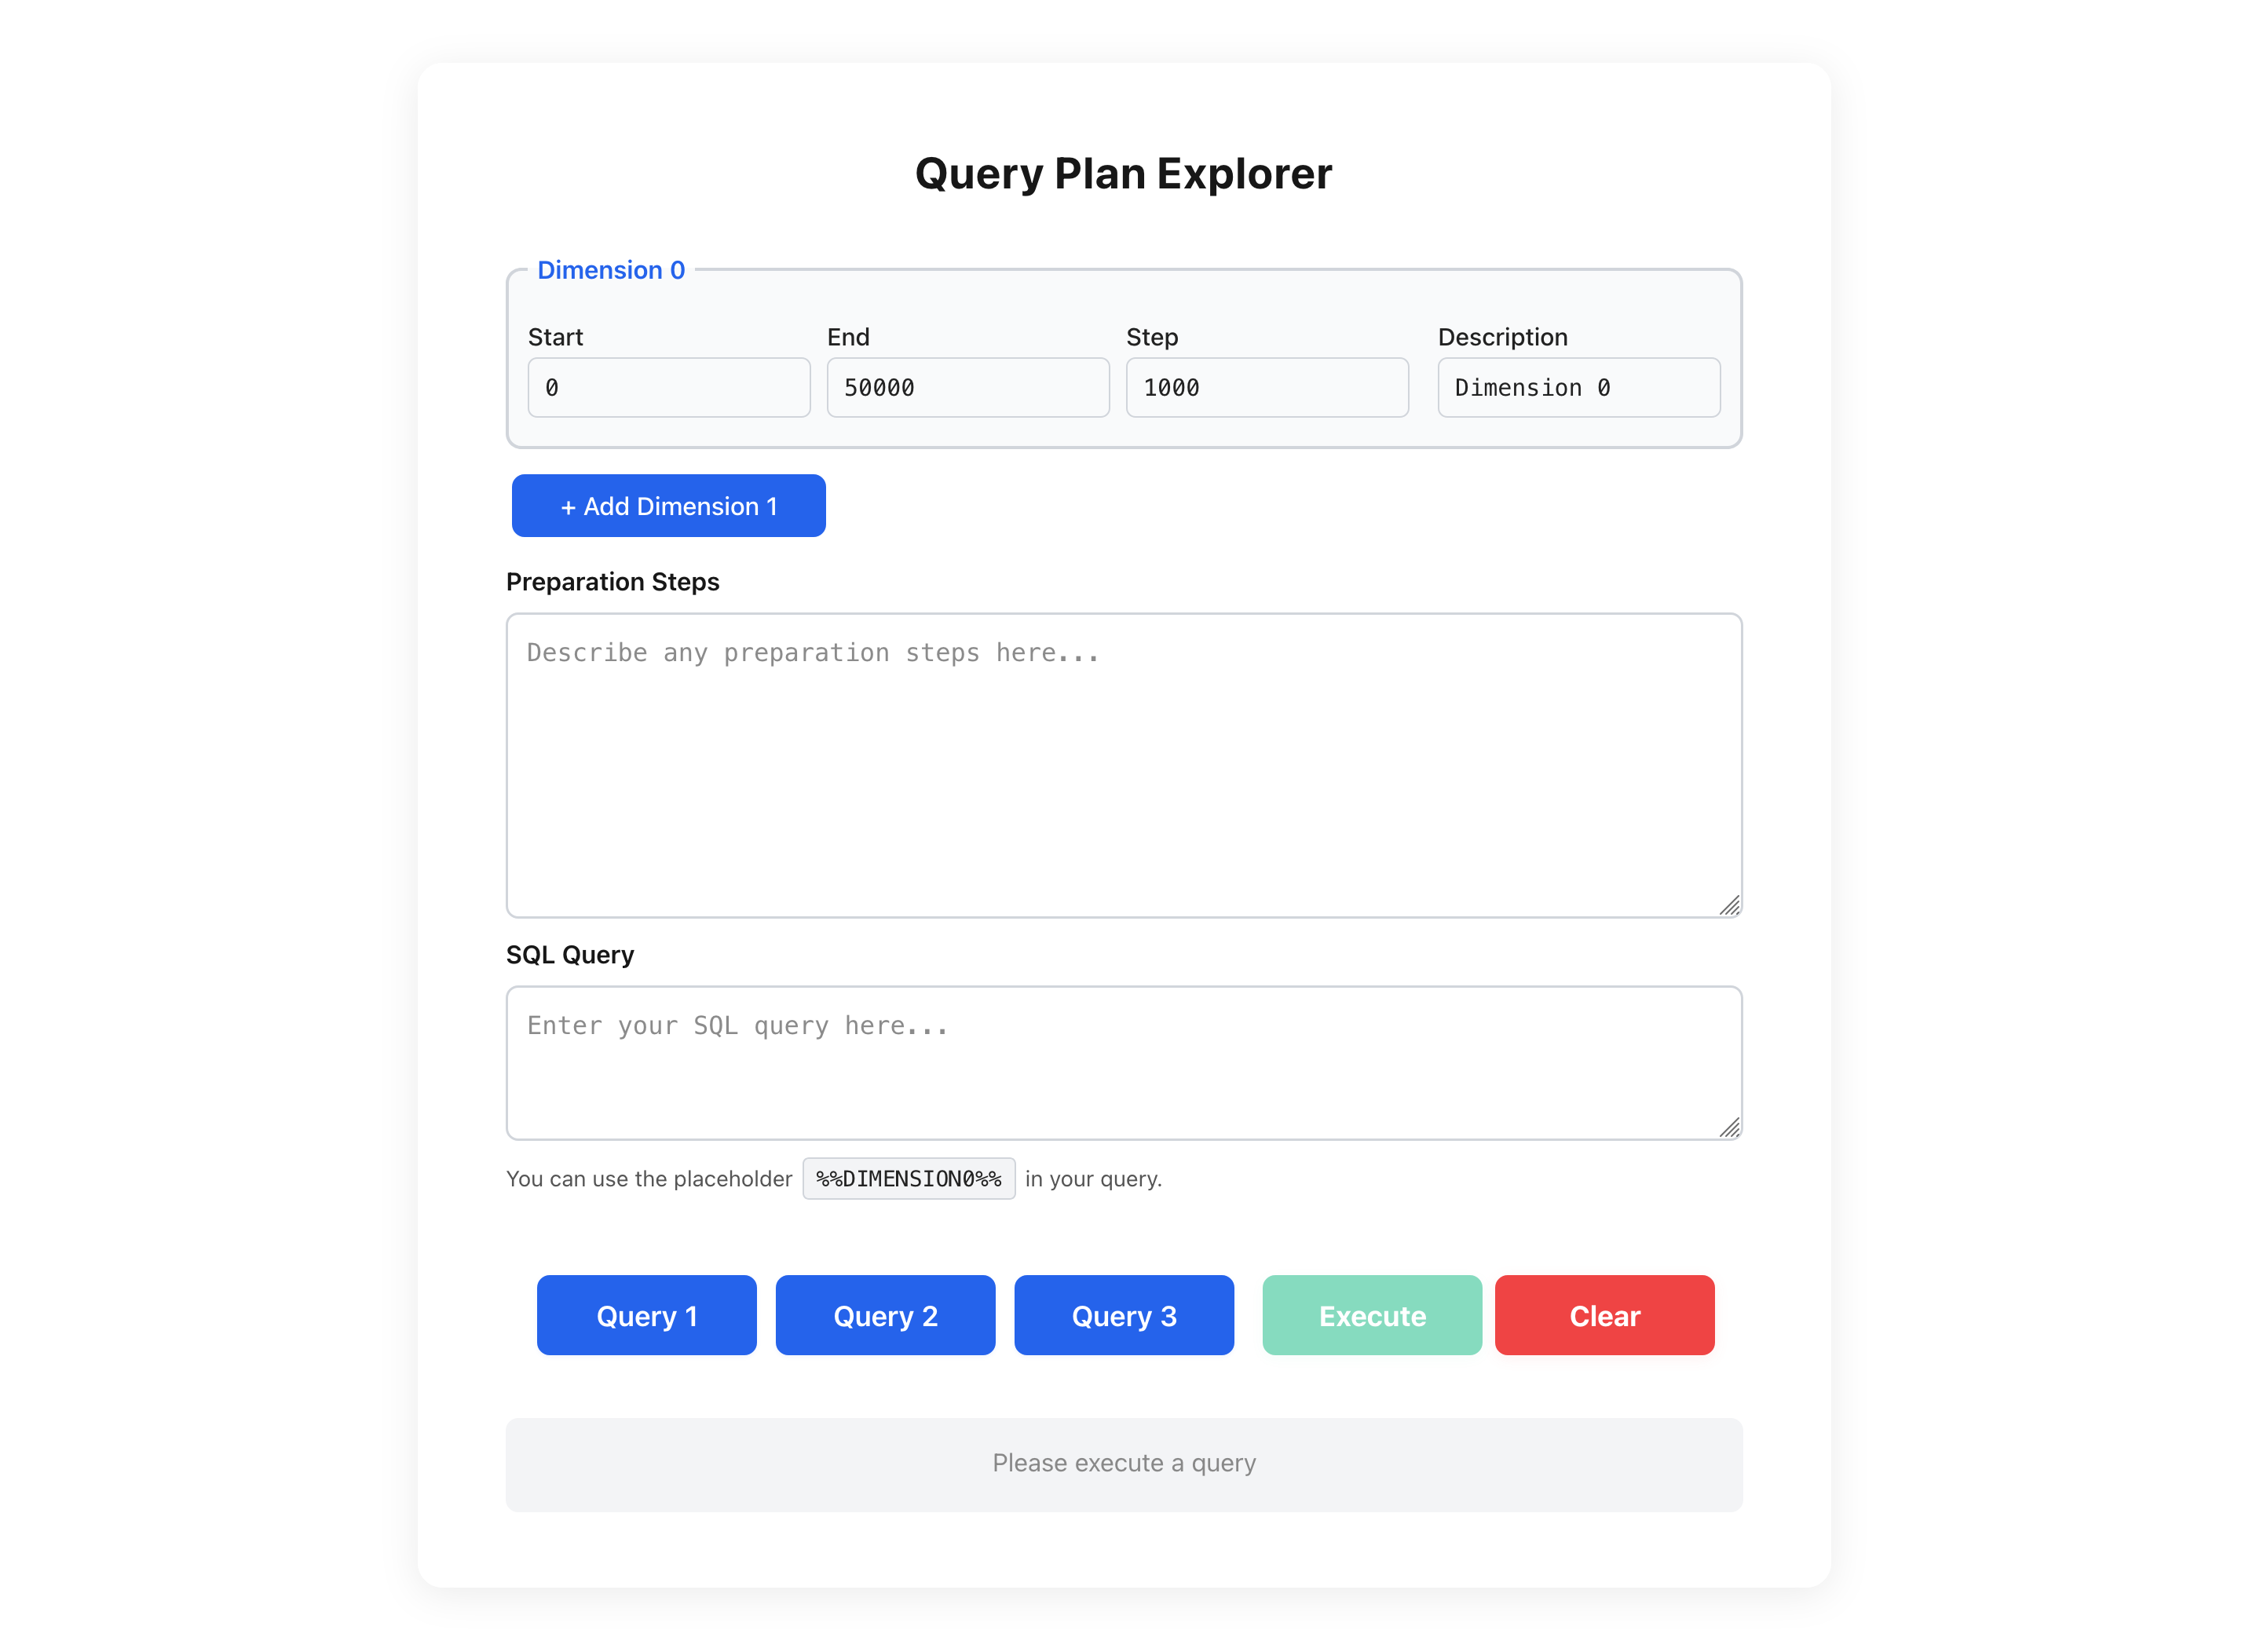 Query Plan Explorer
Dimension 0
Start End Step Description
0 50000 1000 Dimension 0
+ Add Dimension 1
Preparation Steps
Describe any preparation steps here...
SQL Query
Enter your SQL query here...
You can use the placeholder %%DIMENSION0%% in your query.
Query 1 Query 2 Query 3 Execute Clear
Please execute a query